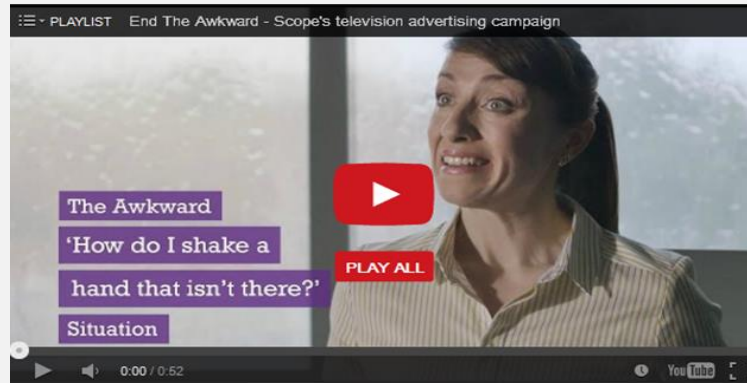 PLAYLIST End The Awkward - Scope's television advertising campaign
The Awkward
'How do I shake a
hand that isn't there?'
Situation
PLAY ALL
0:00 / 0:52
YouTube